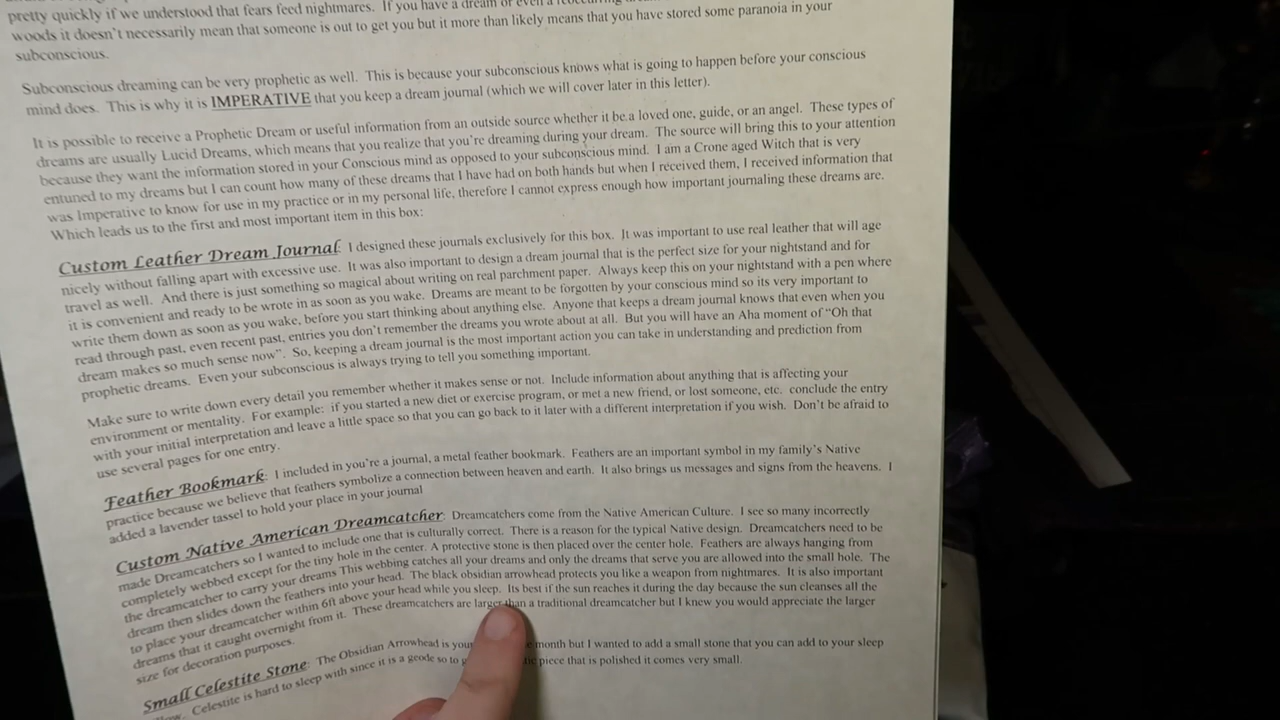 pretty quickly if we understood that fears feed nightmares. If you have a dream or even a
woods it doesn't necessarily mean that someone is out to get you but it more than likely means that you have stored some paranoia in your
subconscious.
Subconscious dreaming can be very prophetic as well. This is because your subconscious knows what is going to happen before your conscious
mind does. This is why it is IMPERATIVE that you keep a dream journal (which we will cover later in this letter).
It is possible to receive a Prophetic Dream or useful information from an outside source whether it be a loved one, guide, or an angel. These types of
dreams are usually Lucid Dreams, which means that you realize that you're dreaming during your dream. The source will bring this to your attention
because they want the information stored in your Conscious mind as opposed to your subconscious mind. I am a Crone aged Witch that is very
entuned to my dreams but I can count how many of these dreams that I have had on both hands but when I received them, I received information that
was Imperative to know for use in my practice or in my personal life, therefore I cannot express enough how important journaling these dreams are.
Which leads us to the first and most important item in this box:
Custom Leather Dream Journal: I designed these journals exclusively for this box. It was important to use real leather that will age
nicely without falling apart with excessive use. It was also important to design a dream journal that is the perfect size for your nightstand and for
travel as well. And there is just something so magical about writing on real parchment paper. Always keep this on your nightstand with a pen where
it is convenient and ready to be wrote in as soon as you wake. Dreams are meant to be forgotten by your conscious mind so its very important to
write them down as soon as you wake, before you start thinking about anything else. Anyone that keeps a dream journal knows that even when you
read through past, even recent past, entries you don't remember the dreams you wrote about at all. But you will have an Aha moment of "Oh that
dream makes so much sense now". So, keeping a dream journal is the most important action you can take in understanding and prediction from
prophetic dreams. Even your subconscious is always trying to tell you something important.
Make sure to write down every detail you remember whether it makes sense or not. Include information about anything that is affecting your
environment or mentality. For example: if you started a new diet or exercise program, or met a new friend, or lost someone, etc. conclude the entry
with your initial interpretation and leave a little space so that you can go back to it later with a different interpretation if you wish. Don't be afraid to
use several pages for one entry.
Feather Bookmark: I included in you're a journal, a metal feather bookmark. Feathers are an important symbol in my family's Native
practice because we believe that feathers symbolize a connection between heaven and earth. It also brings us messages and signs from the heavens. I
added a lavender tassel to hold your place in your journal
Custom Native American Dreamcatcher: Dreamcatchers come from the Native American Culture. I see so many incorrectly
made Dreamcatchers so I wanted to include one that is culturally correct. There is a reason for the typical Native design. Dreamcatchers need to be
completely webbed except for the tiny hole in the center. A protective stone is then placed over the center hole. Feathers are always hanging from
the dreamcatcher to carry your dreams This webbing catches all your dreams and only the dreams that serve you are allowed into the small hole. The
dream then slides down the feathers into your head. The black obsidian arrowhead protects you like a weapon from nightmares. It is also important
to place your dreamcatcher within 6ft above your head while you sleep. Its best if the sun reaches it during the day because the sun cleanses all the
dreams that it caught overnight from it. These dreamcatchers are larger than a traditional dreamcatcher but I knew you would appreciate the larger
size for decoration purposes.
Small Celestite Stone: The Obsidian Arrowhead is your month but I wanted to add a small stone that you can add to your sleep
Celestite is hard to sleep with since it is a geode so to piece that is polished it comes very small.